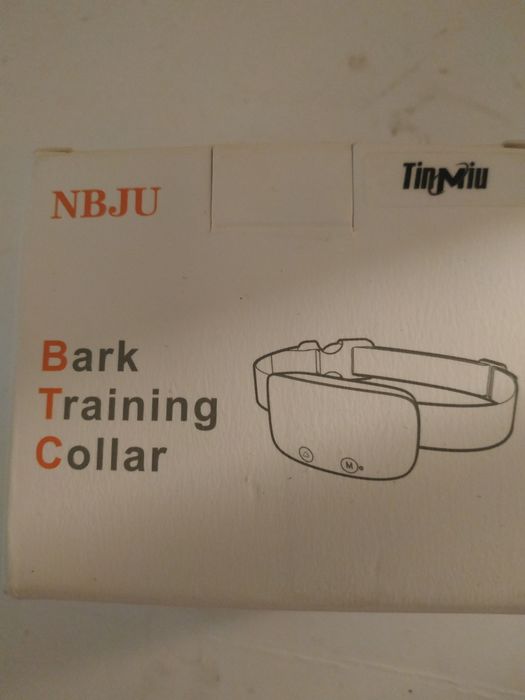 NBJU
TinMiu
Bark
Training
Collar
M